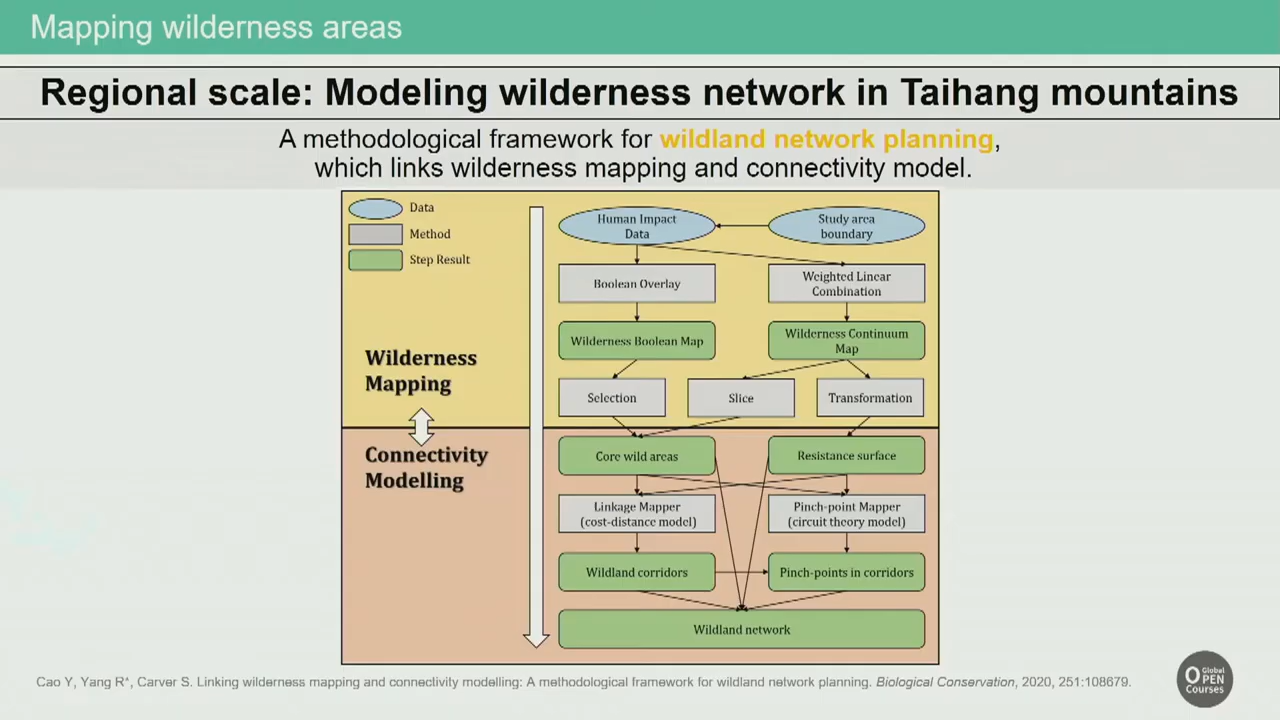 Mapping wilderness areas
Regional scale: Modeling wilderness network in Taihang mountains
A methodological framework for wildland network planning,
which links wilderness mapping and connectivity model.
Data
Method
Step Result
Wilderness
Mapping
Connectivity
Modelling
Human Impact
Data
Study area
boundary
Boolean Overlay
Weighted Linear
Combination
Wilderness Boolean Map
Wilderness Continuum
Map
Selection
Slice
Transformation
Core wild areas
Resistance surface
Linkage Mapper
(cost-distance model)
Pinch-point Mapper
(circuit theory model)
Wildland corridors
Pinch-points in corridors
Wildland network
Cao Y, Yang R*, Carver S. Linking wilderness mapping and connectivity modelling: A methodological framework for wildland network planning. Biological Conservation, 2020, 251:108679.
Global
OPEN
Courses